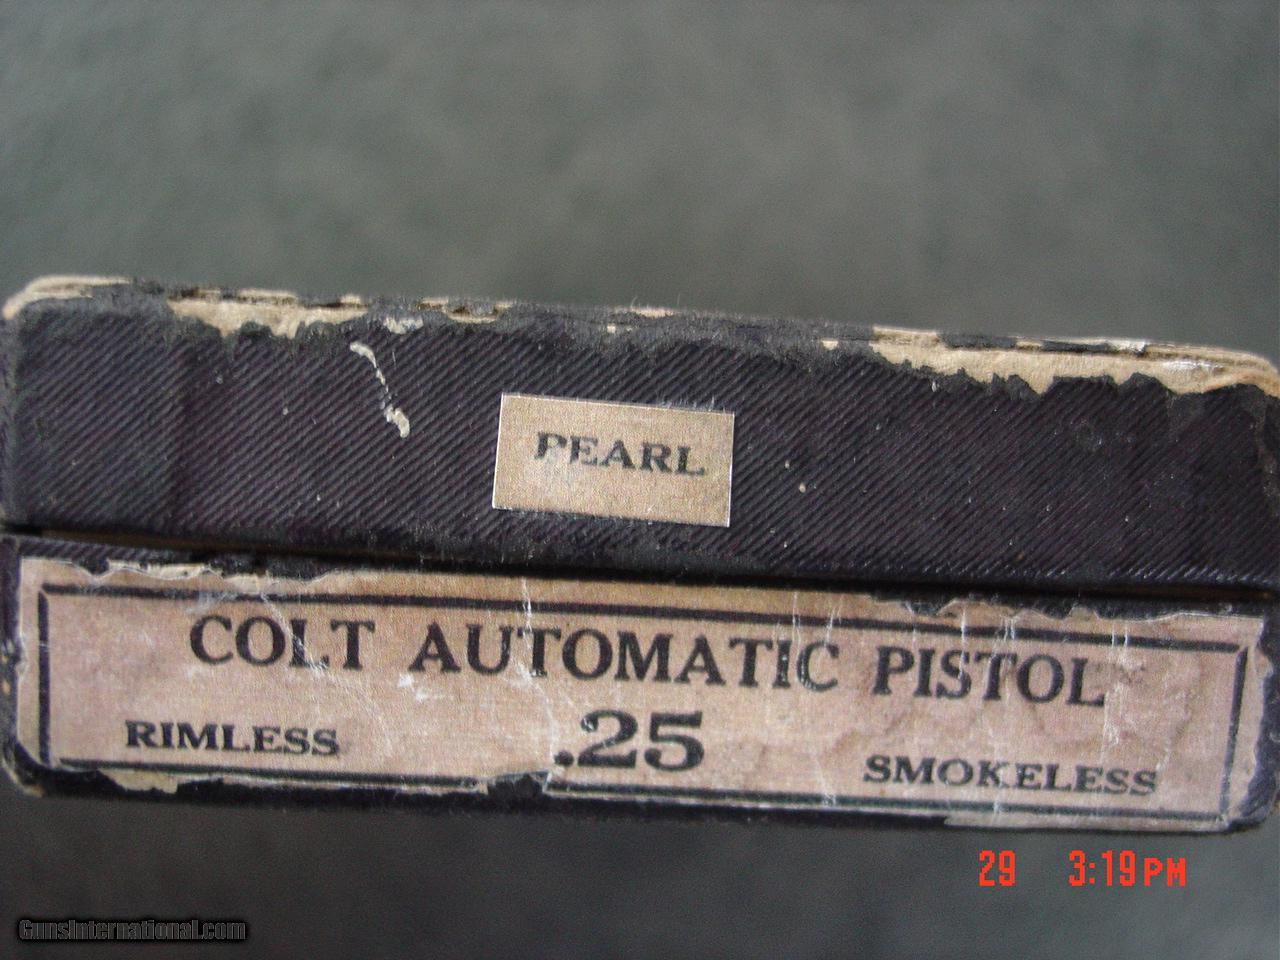 PEARL
COLT AUTOMATIC PISTOL
RIMLESS .25 SMOKELESS
29 3:19PM
GunsInternational.com